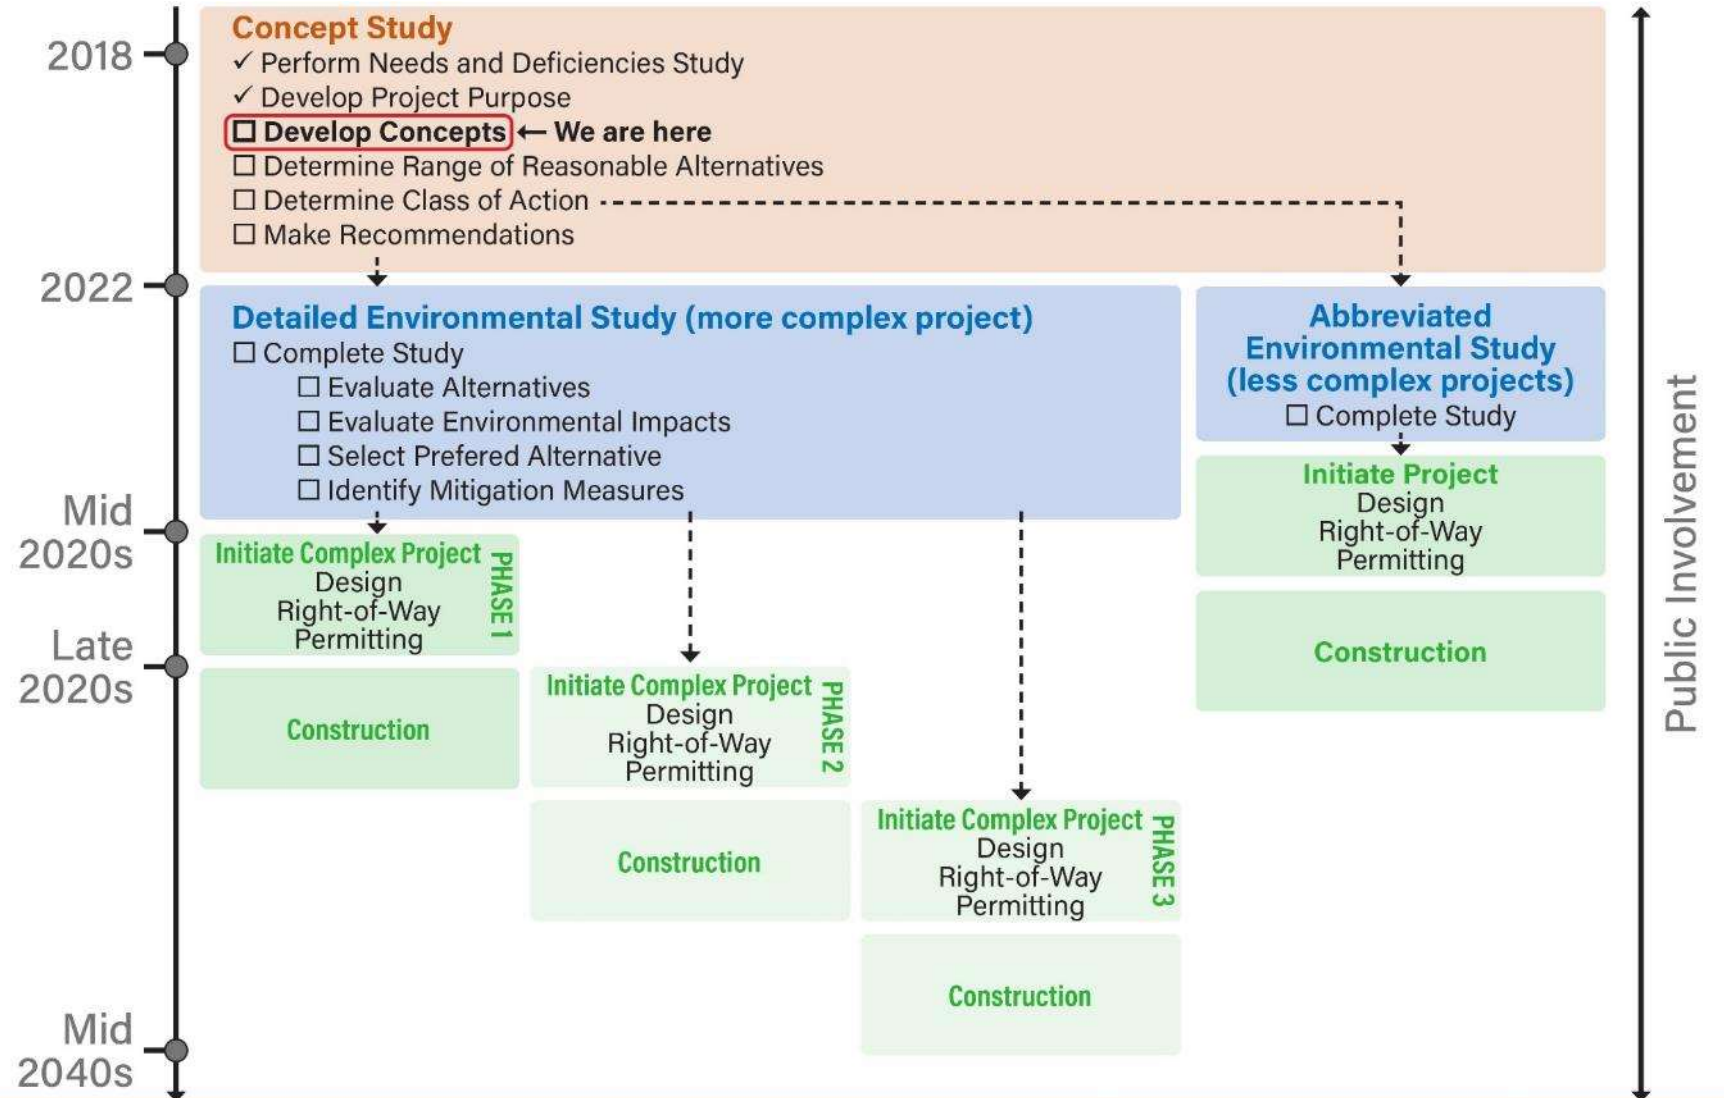 2018
Concept Study
✓ Perform Needs and Deficiencies Study
✓ Develop Project Purpose
☐ Develop Concepts ← We are here
☐ Determine Range of Reasonable Alternatives
☐ Determine Class of Action
☐ Make Recommendations
2022
Detailed Environmental Study (more complex project)
☐ Complete Study
☐ Evaluate Alternatives
☐ Evaluate Environmental Impacts
☐ Select Prefered Alternative
☐ Identify Mitigation Measures
Abbreviated
Environmental Study
(less complex projects)
☐ Complete Study
Initiate Project
Design
Right-of-Way
Permitting
Construction
Mid
2020s
Initiate Complex Project
Design
Right-of-Way
Permitting
PHASE 1
Late
2020s
Construction
Initiate Complex Project
Design
Right-of-Way
Permitting
PHASE 2
Construction
Initiate Complex Project
Design
Right-of-Way
Permitting
PHASE 3
Construction
Mid
2040s
Public Involvement